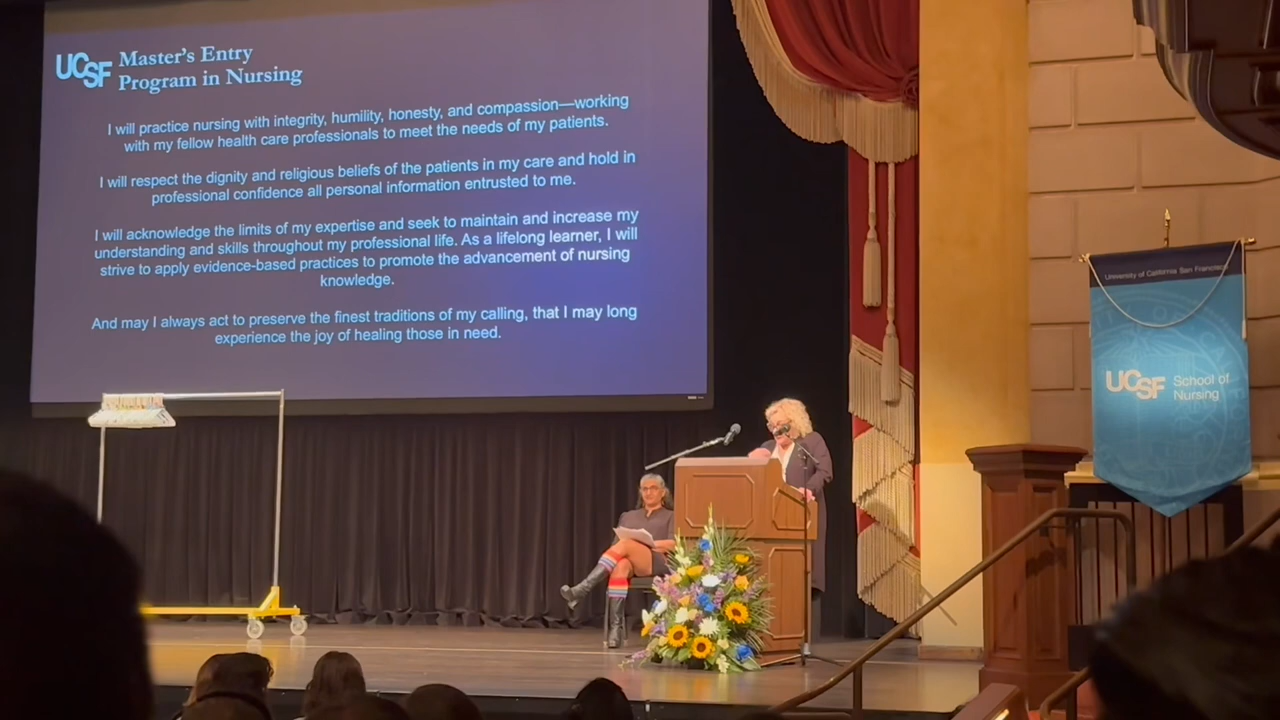 UCSF Master's Entry
Program in Nursing
I will practice nursing with integrity, humility, honesty, and compassion—working
with my fellow health care professionals to meet the needs of my patients.
I will respect the dignity and religious beliefs of the patients in my care and hold in
professional confidence all personal information entrusted to me.
I will acknowledge the limits of my expertise and seek to maintain and increase my
understanding and skills throughout my professional life. As a lifelong learner, I will
strive to apply evidence-based practices to promote the advancement of nursing
knowledge.
And may I always act to preserve the finest traditions of my calling, that I may long
experience the joy of healing those in need.
University of California San Francisco
UCSF School of
Nursing